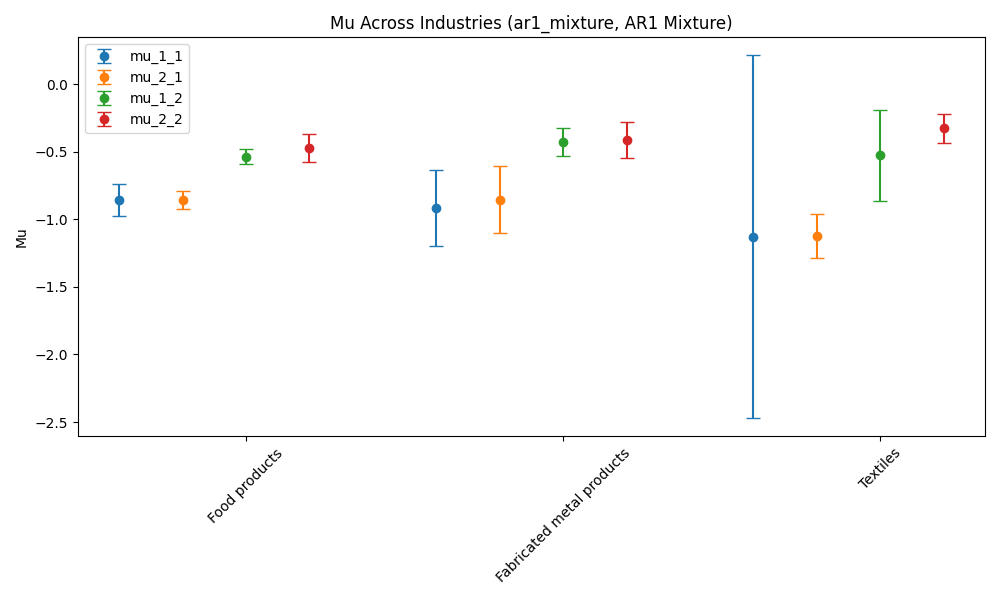 Mu Across Industries (ar1_mixture, AR1 Mixture)
mu_1_1
mu_2_1
mu_1_2
mu_2_2
Mu
0.0
−0.5
−1.0
−1.5
−2.0
−2.5
Food products
Fabricated metal products
Textiles